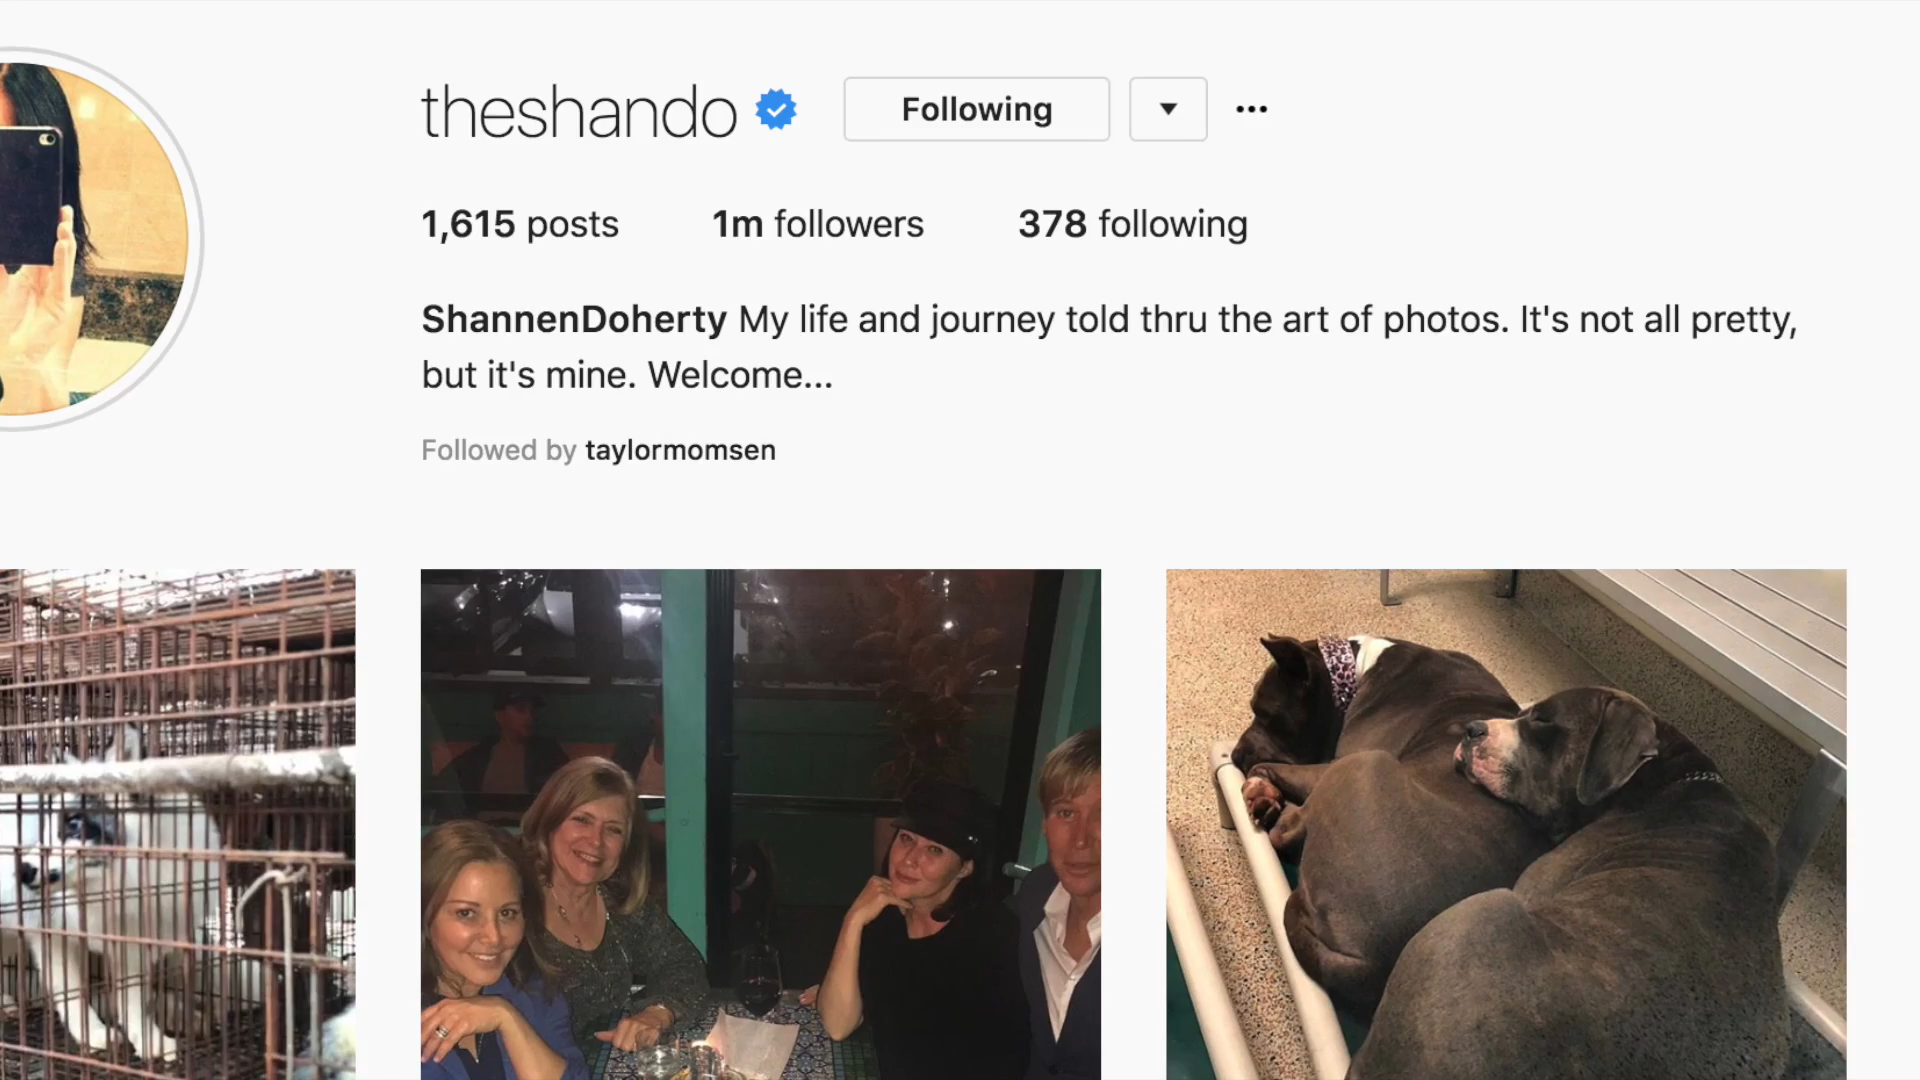 theshando Following
1,615 posts 1m followers 378 following
ShannenDoherty My life and journey told thru the art of photos. It's not all pretty,
but it's mine. Welcome...
Followed by taylormomsen